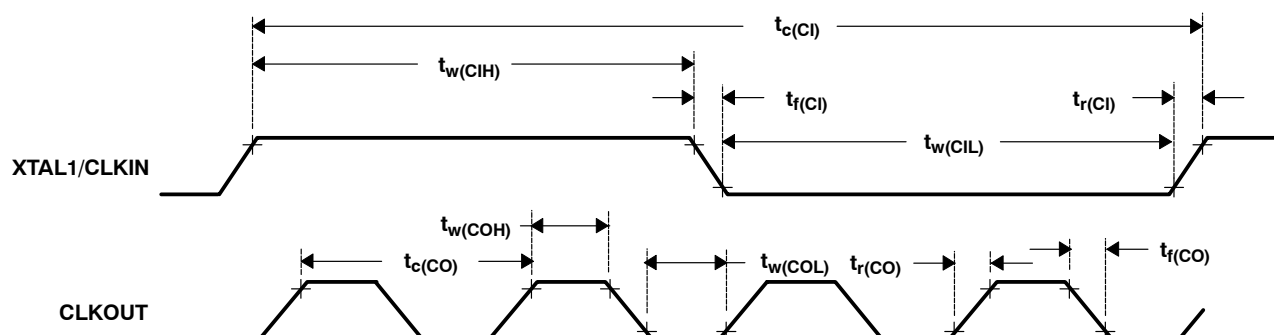 tc(CI)
tw(CIH)
tf(CI)
tr(CI)
tw(CIL)
XTAL1/CLKIN
tw(COH)
tc(CO)
tw(COL)
tr(CO)
tf(CO)
CLKOUT